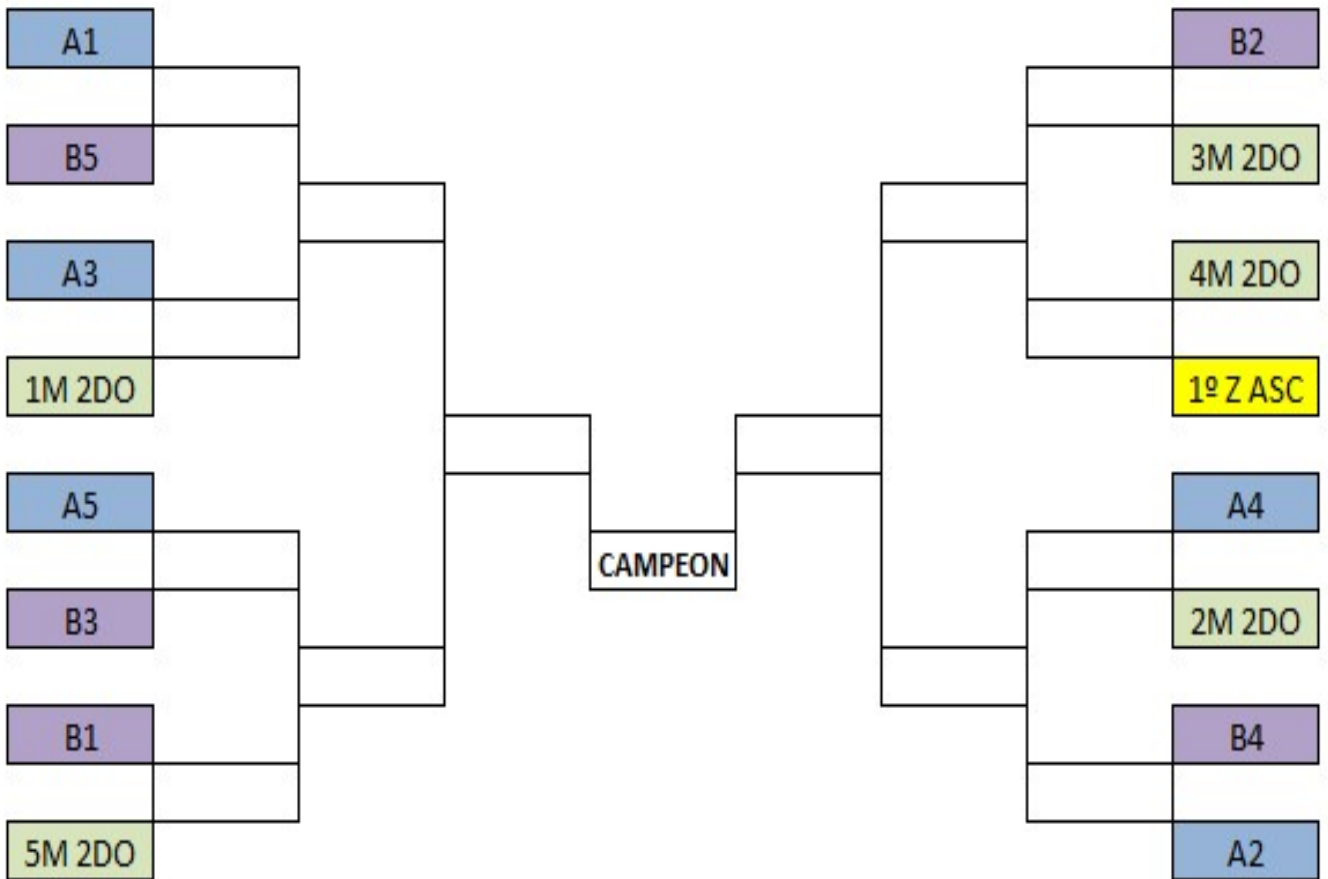 A1
B5
A3
1M 2DO
A5
B3
B1
5M 2DO
CAMPEON
B2
3M 2DO
4M 2DO
1º Z ASC
A4
2M 2DO
B4
A2